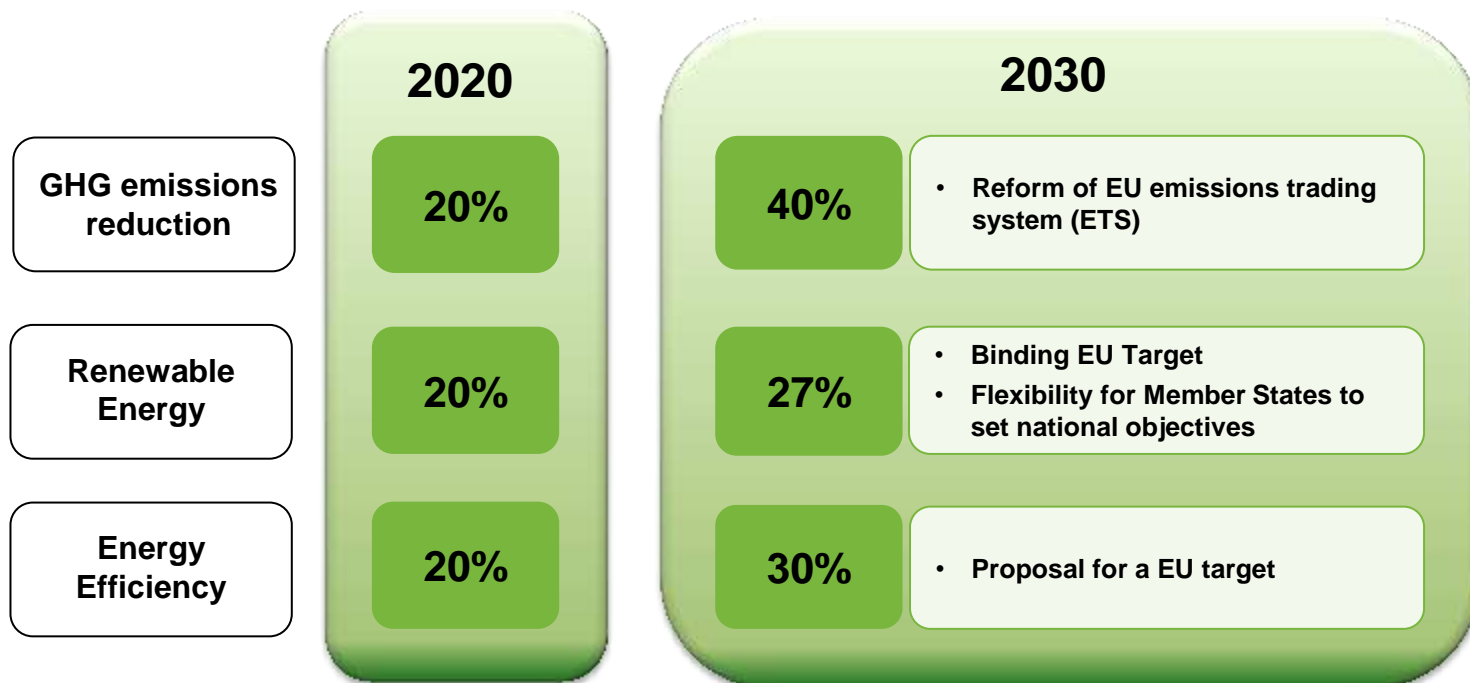 2020
2030
GHG emissions
reduction
20%
40%
• Reform of EU emissions trading
system (ETS)
Renewable
Energy
20%
27%
• Binding EU Target
• Flexibility for Member States to
set national objectives
Energy
Efficiency
20%
30%
• Proposal for a EU target